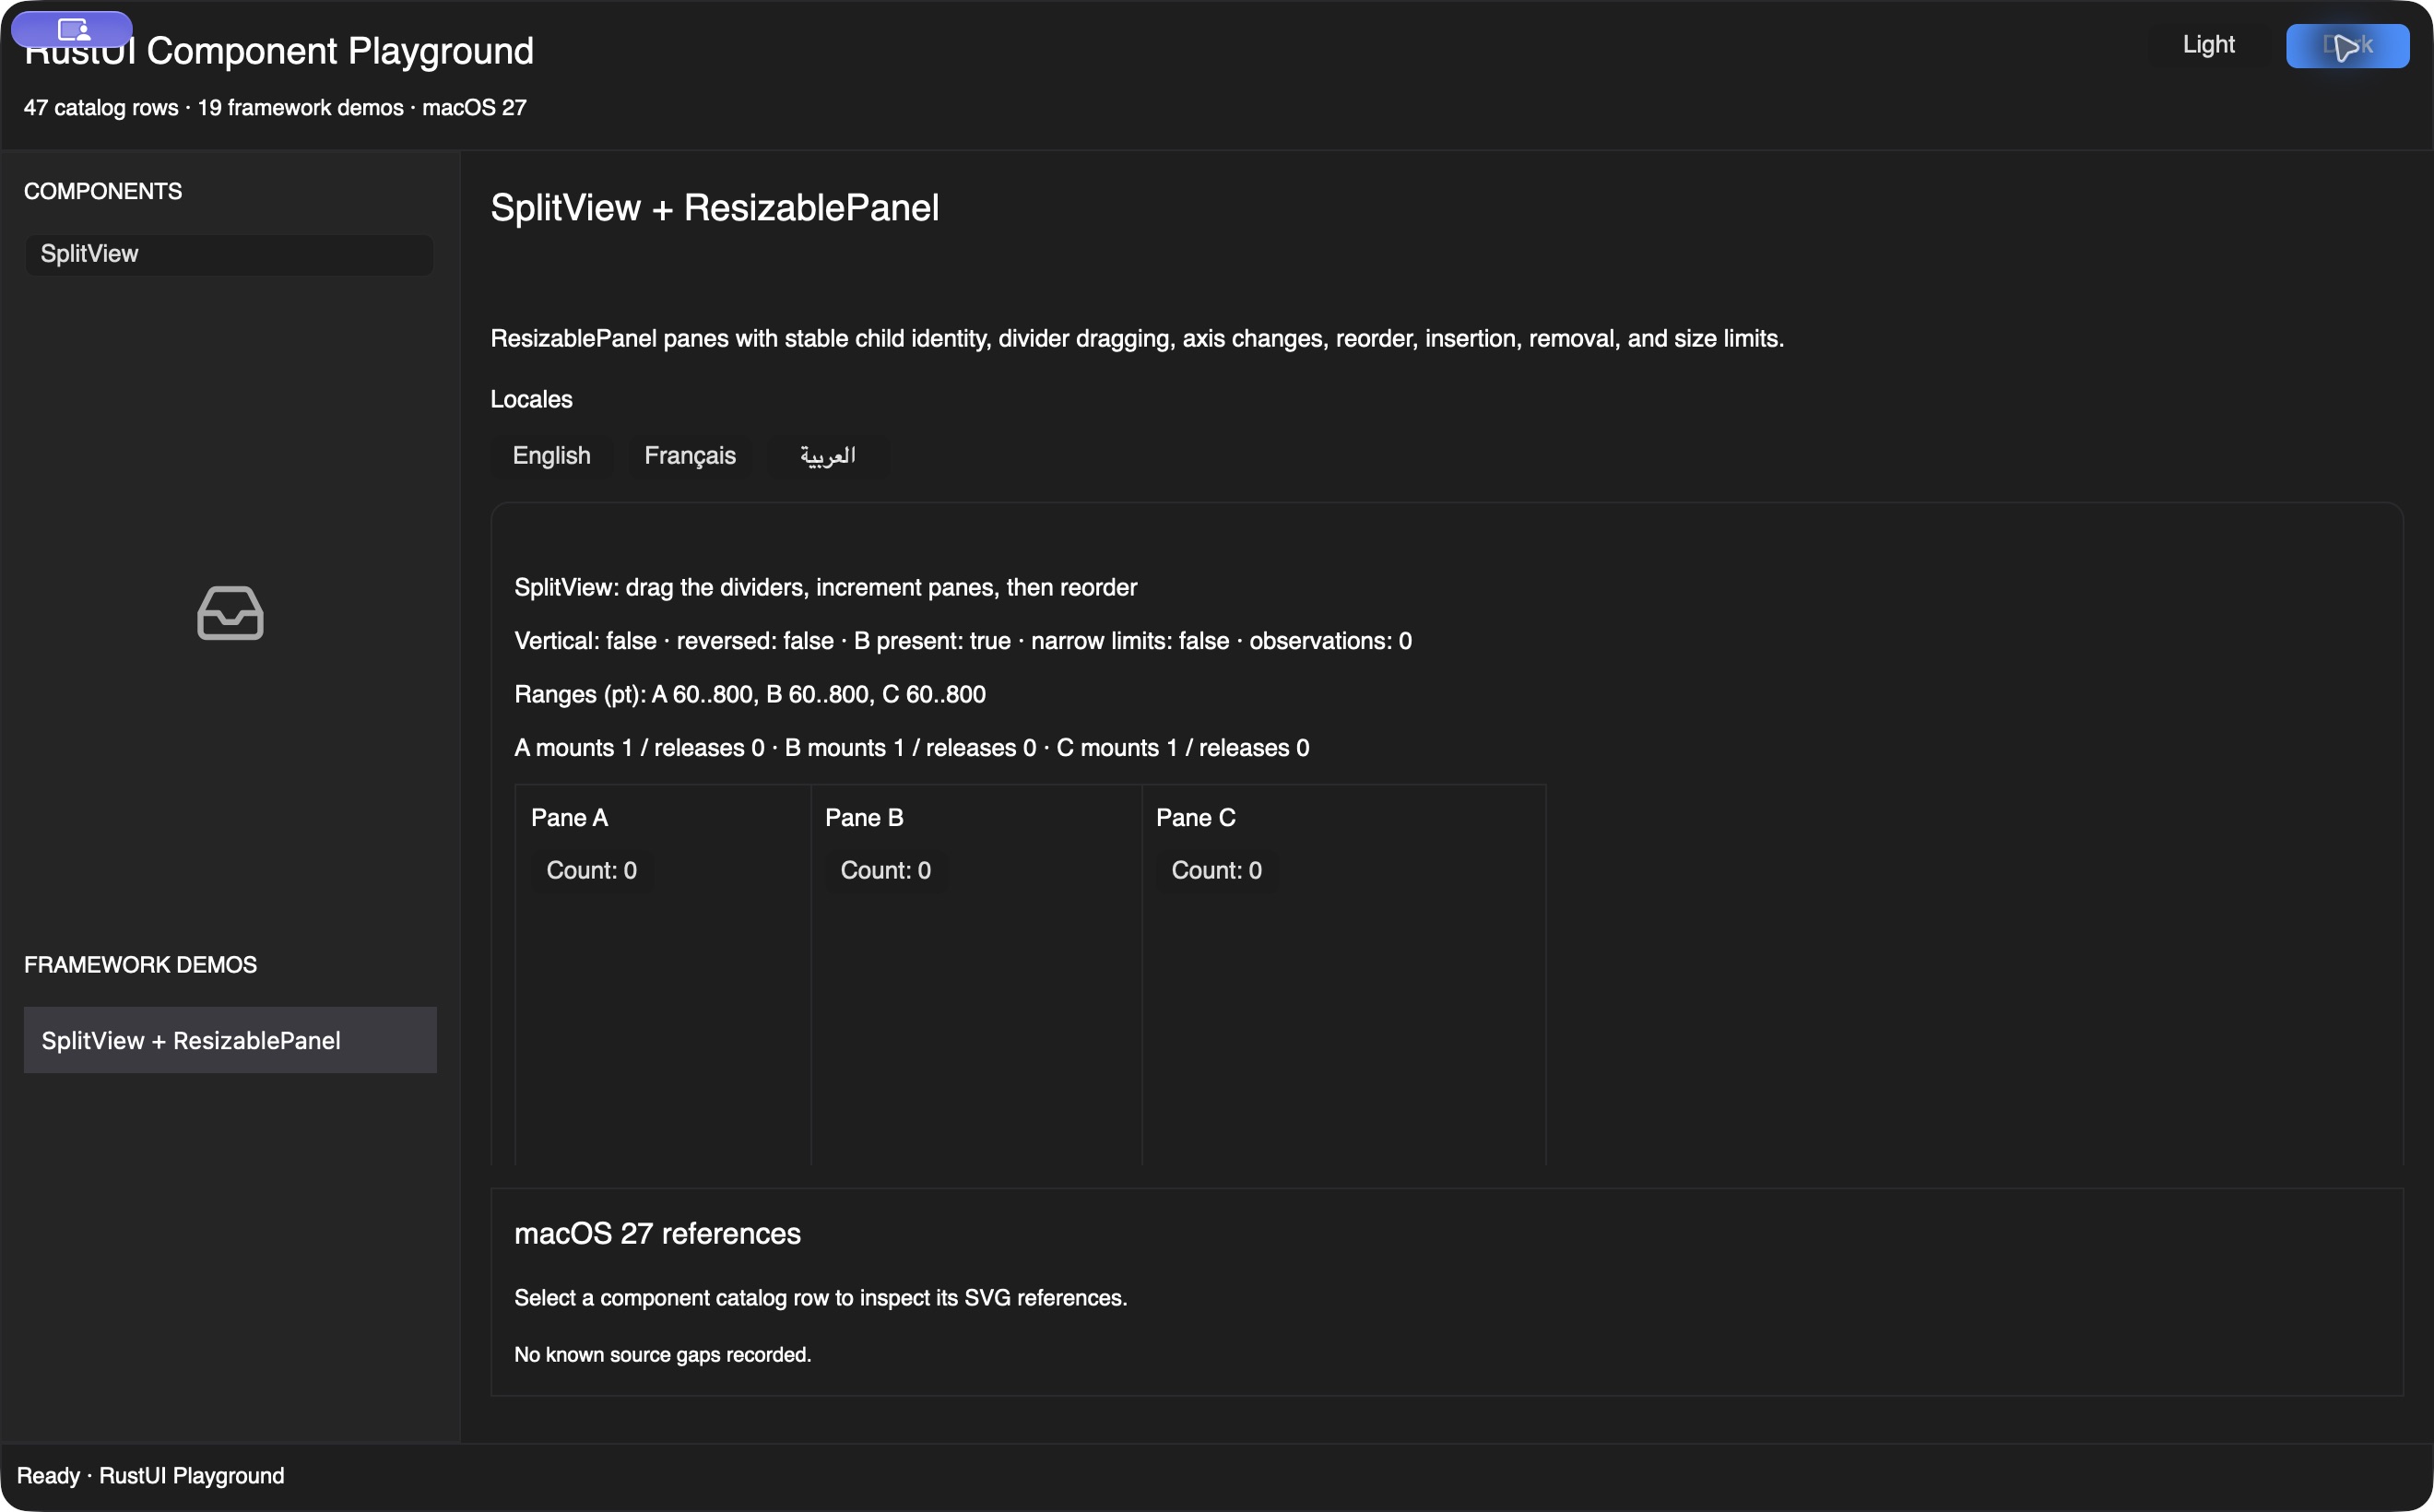 RustUI Component Playground
Light
47 catalog rows · 19 framework demos · macOS 27
COMPONENTS
SplitView
FRAMEWORK DEMOS
SplitView + ResizablePanel
SplitView + ResizablePanel
ResizablePanel panes with stable child identity, divider dragging, axis changes, reorder, insertion, removal, and size limits.
Locales
English Français العربية
SplitView: drag the dividers, increment panes, then reorder
Vertical: false · reversed: false · B present: true · narrow limits: false · observations: 0
Ranges (pt): A 60..800, B 60..800, C 60..800
A mounts 1 / releases 0 · B mounts 1 / releases 0 · C mounts 1 / releases 0
Pane A Pane B Pane C
Count: 0 Count: 0 Count: 0
macOS 27 references
Select a component catalog row to inspect its SVG references.
No known source gaps recorded.
Ready · RustUI Playground